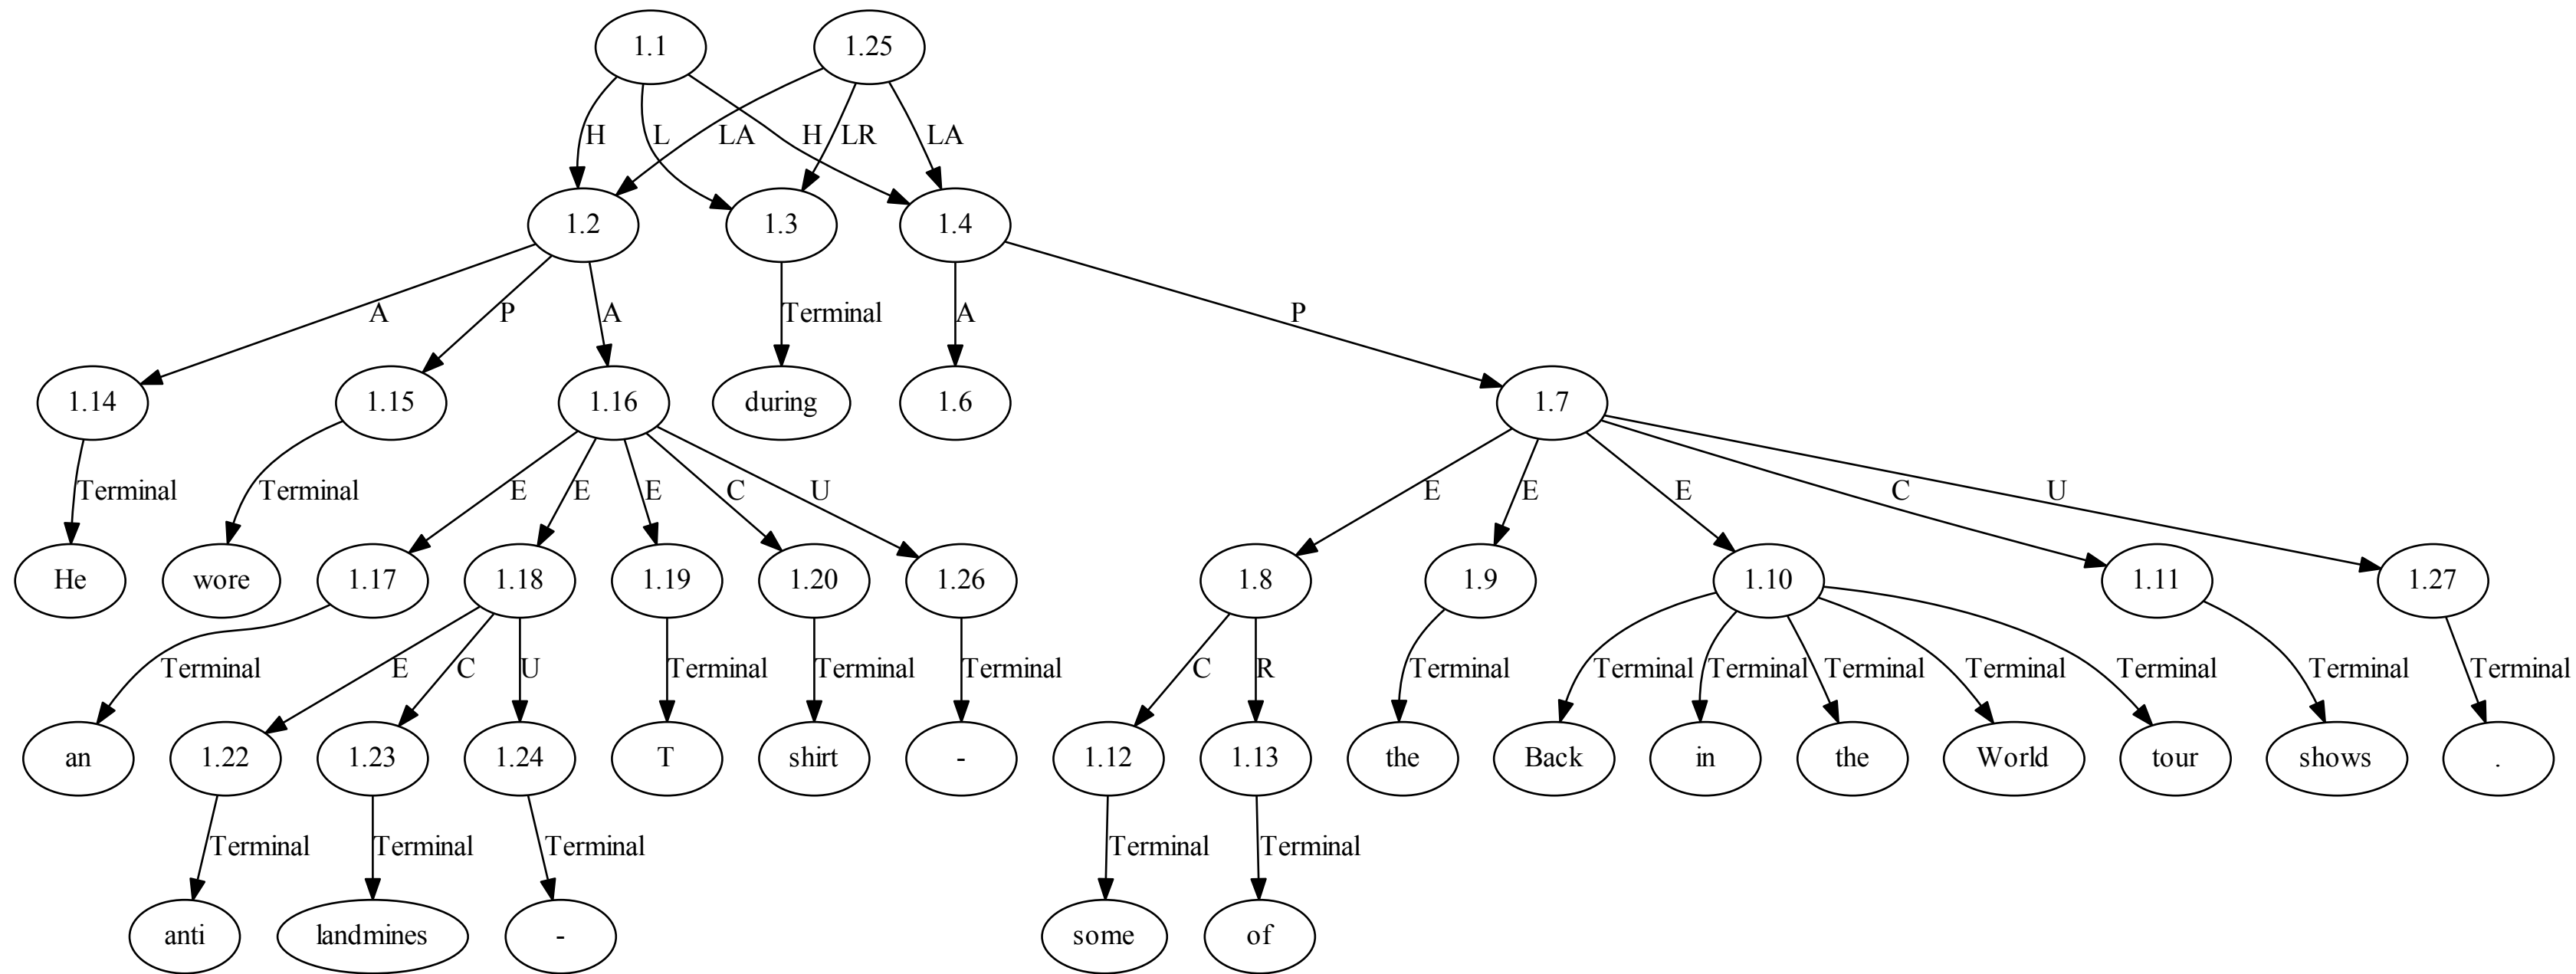 1.1 1.25
H L LA H LR LA
1.2 1.3 1.4
A P A Terminal A P
1.14 1.15 1.16 during 1.6 1.7
Terminal Terminal E E E C U E E E C U
He wore 1.17 1.18 1.19 1.20 1.26 1.8 1.9 1.10 1.11 1.27
Terminal E C U Terminal Terminal Terminal C R Terminal Terminal Terminal Terminal Terminal Terminal Terminal Terminal
an 1.22 1.23 1.24 T shirt - 1.12 1.13 the Back in the World tour shows .
Terminal Terminal Terminal Terminal Terminal
anti landmines - some of